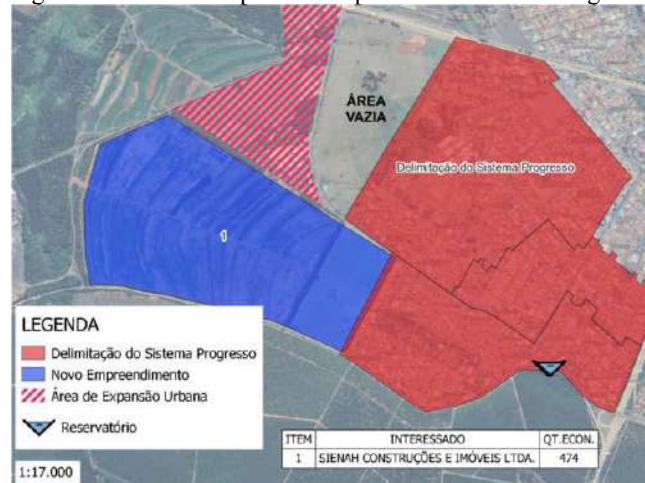 ÁREA
VAZIA
Delimitação do Sistema Progresso
1
LEGENDA
Delimitação do Sistema Progresso
Novo Empreendimento
Área de Expansão Urbana
Reservatório
ITEM INTERESSADO QT.ECON.
1 SIENAH CONSTRUÇÕES E IMÓVEIS LTDA. 474
1:17.000